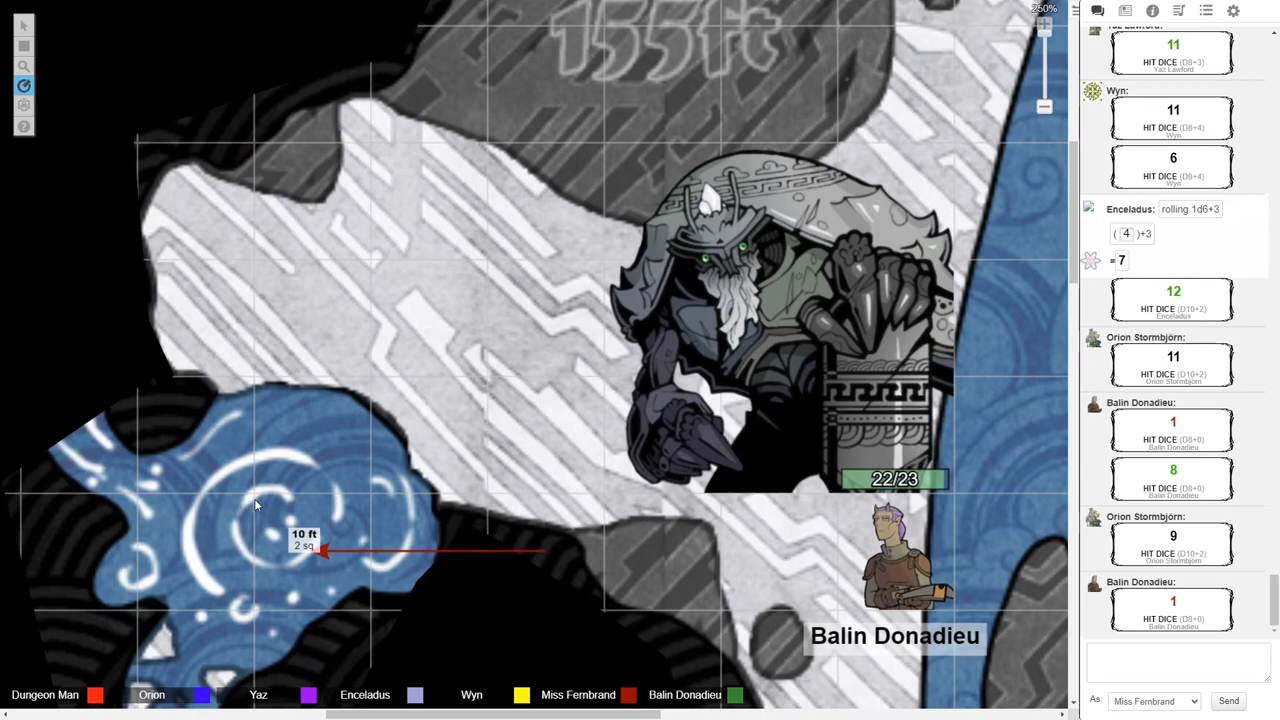 155ft
250%
22/23
10 ft
2 sq
Balin Donadieu
Dungeon Man
Orion
Yaz
Enceladus
Wyn
Miss Fernbrand
Balin Donadieu
Yaz Lawford:
11
HIT DICE (D8+3)
Yaz Lawford
Wyn:
11
HIT DICE (D8+4)
Wyn
6
HIT DICE (D8+4)
Wyn
Enceladus: rolling 1d6+3
( 4 )+3
= 7
12
HIT DICE (D10+2)
Enceladus
Orion Stormbjörn:
11
HIT DICE (D10+2)
Orion Stormbjörn
Balin Donadieu:
1
HIT DICE (D8+0)
Balin Donadieu
8
HIT DICE (D8+0)
Balin Donadieu
Orion Stormbjörn:
9
HIT DICE (D10+2)
Orion Stormbjörn
Balin Donadieu:
1
HIT DICE (D8+0)
Balin Donadieu
As: Miss Fernbrand Send